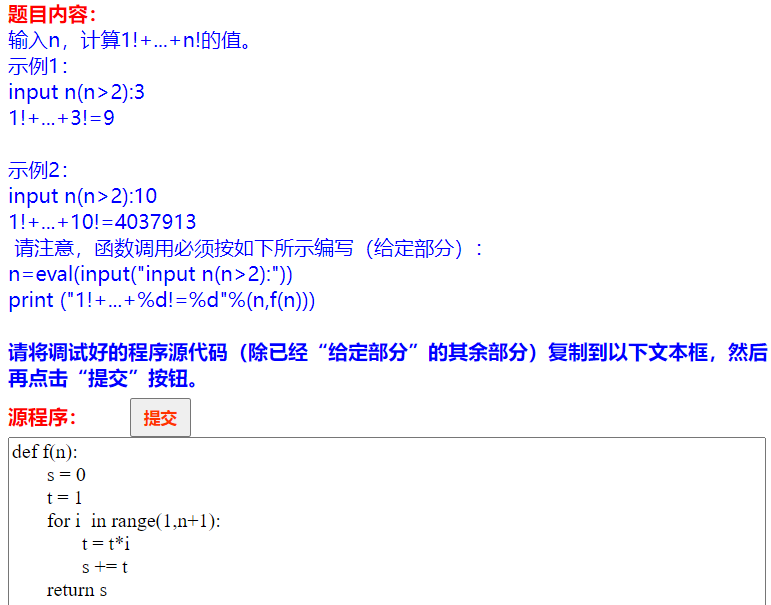 题目内容：
输入n，计算1!+...+n!的值。
示例1：
input n(n>2):3
1!+...+3!=9
示例2：
input n(n>2):10
1!+...+10!=4037913
请注意，函数调用必须按如下所示编写（给定部分）：
n=eval(input("input n(n>2):"))
print ("1!+...+%d!=%d"%(n,f(n)))
请将调试好的程序源代码（除已经“给定部分”的其余部分）复制到以下文本框，然后
再点击“提交”按钮。
源程序： 提交
def f(n):
s = 0
t = 1
for i  in range(1,n+1):
t = t*i
s += t
return s